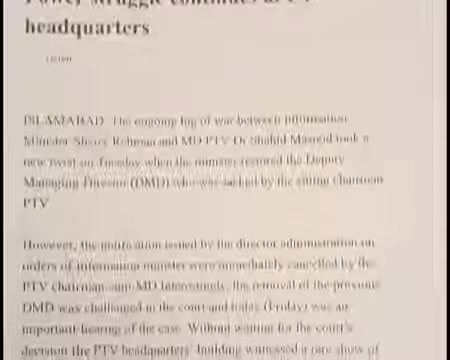 Power struggle continues at PTV
headquarters
ISLAMABAD: The ongoing tug of war between information
Minister Sherry Rehman and MD PTV Dr Shahid Masood took a
new twist on Tuesday when the minister restored the Deputy
Managing Director (DMD) who was sacked by the sitting Chairman
PTV
However, the notification issued by the director administration on
orders of information minister were immediately cancelled by the
PTV chairman-cum-MD. Interestingly, the removal of the previous
DMD was challenged in the court and today (Friday) was an
important hearing of the case. Without waiting for the court's
decision the PTV headquarters' building witnessed a rare show of